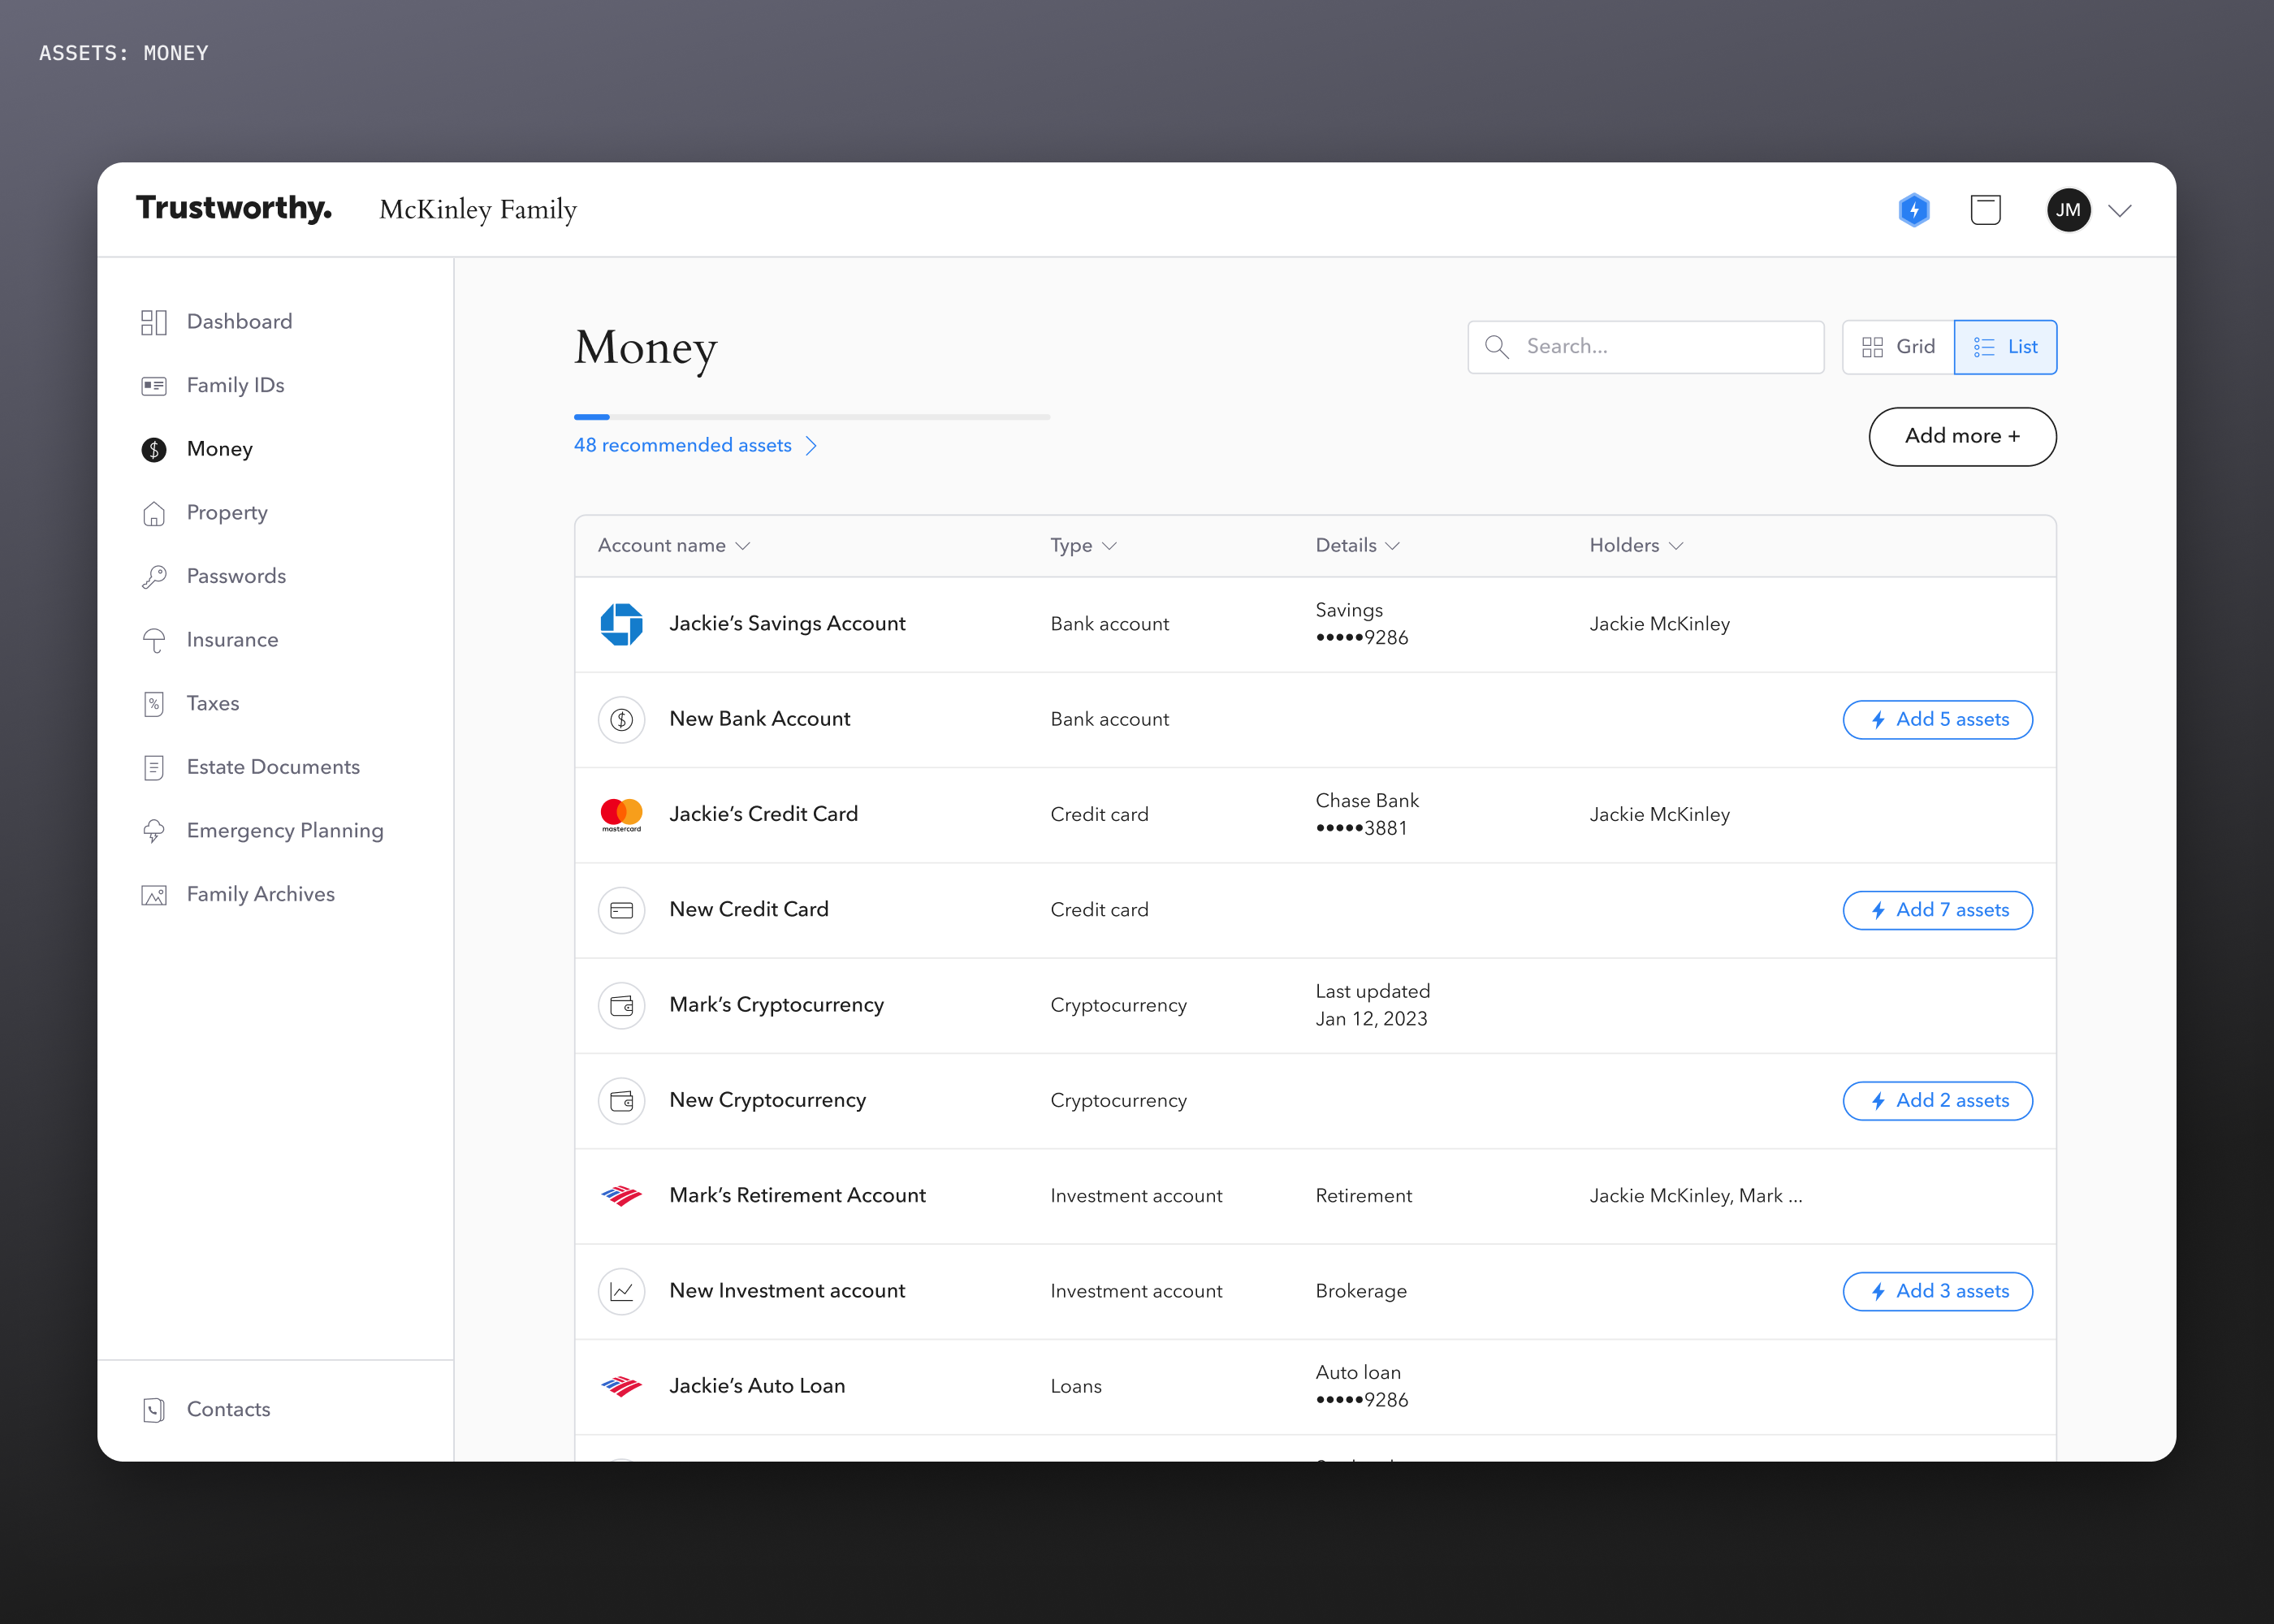 ASSETS: MONEY
Trustworthy.
McKinley Family
JM
Dashboard
Family IDs
Money
Property
Passwords
Insurance
Taxes
Estate Documents
Emergency Planning
Family Archives
Contacts
Money
Search...
Grid
List
48 recommended assets
Add more +
Account name
Type
Details
Holders
Jackie’s Savings Account
Bank account
Savings
•••••9286
Jackie McKinley
New Bank Account
Bank account
Add 5 assets
mastercard
Jackie’s Credit Card
Credit card
Chase Bank
•••••3881
Jackie McKinley
New Credit Card
Credit card
Add 7 assets
Mark’s Cryptocurrency
Cryptocurrency
Last updated
Jan 12, 2023
New Cryptocurrency
Cryptocurrency
Add 2 assets
Mark’s Retirement Account
Investment account
Retirement
Jackie McKinley, Mark ...
New Investment account
Investment account
Brokerage
Add 3 assets
Jackie’s Auto Loan
Loans
Auto loan
•••••9286